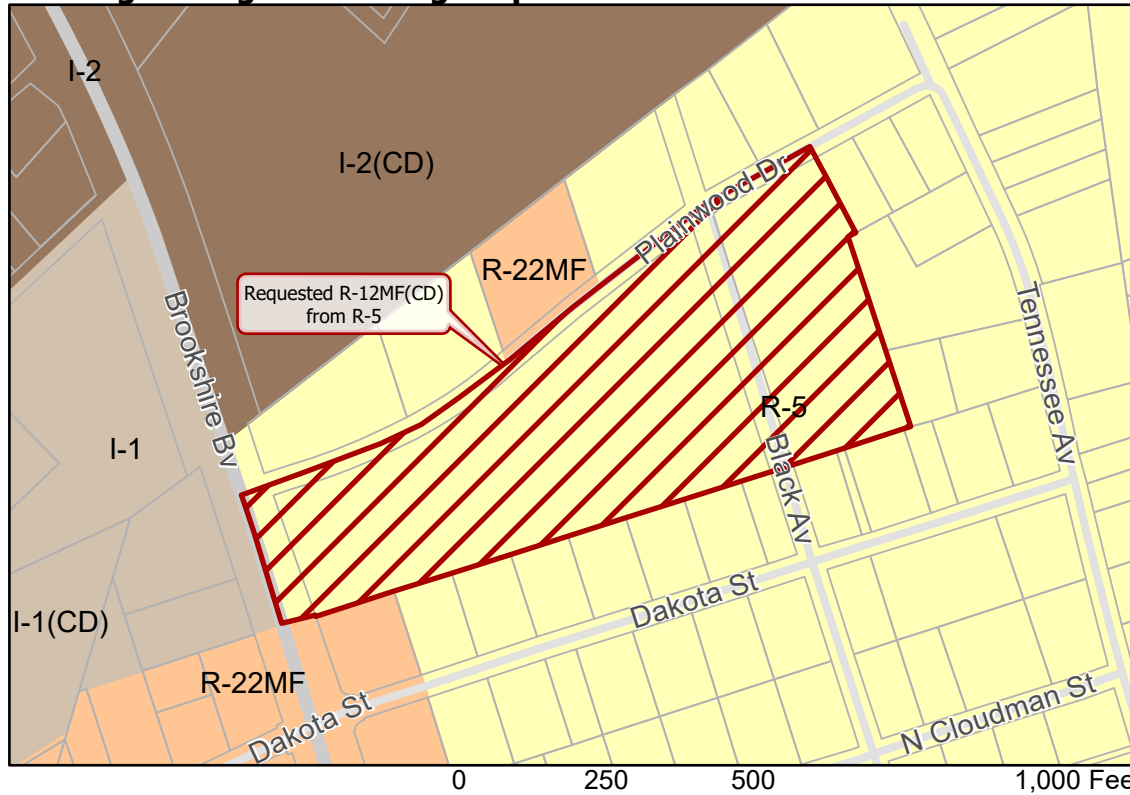 I-2
I-2(CD)
Plainwood Dr
R-22MF
Requested R-12MF(CD)
from R-5
Brookshire Bv
Tennessee Av
R-5
I-1
Black Av
Dakota St
I-1(CD)
R-22MF
Dakota St
N Cloudman St
0 250 500 1,000 Fee